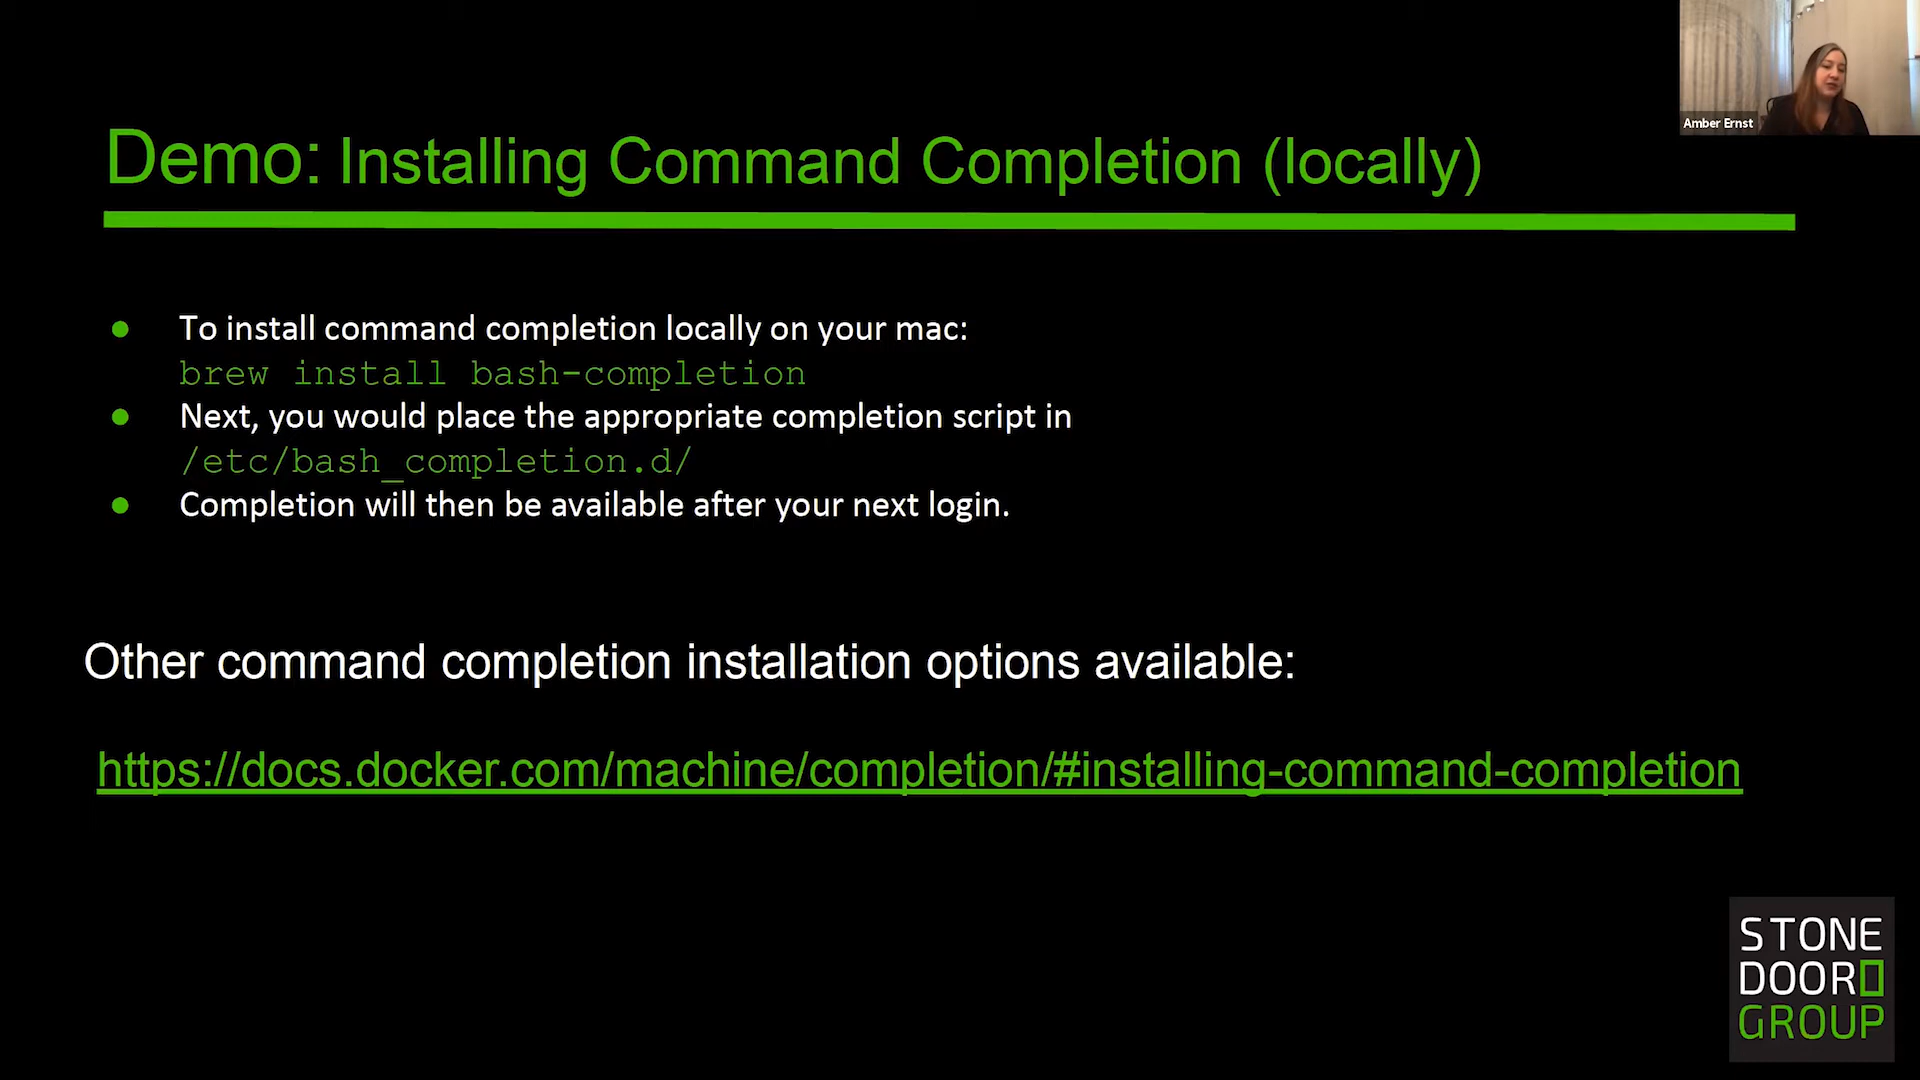 Amber Ernst
Demo: Installing Command Completion (locally)
● To install command completion locally on your mac:
brew install bash-completion
● Next, you would place the appropriate completion script in
/etc/bash_completion.d/
● Completion will then be available after your next login.
Other command completion installation options available:
https://docs.docker.com/machine/completion/#installing-command-completion
STONE
DOOR
GROUP